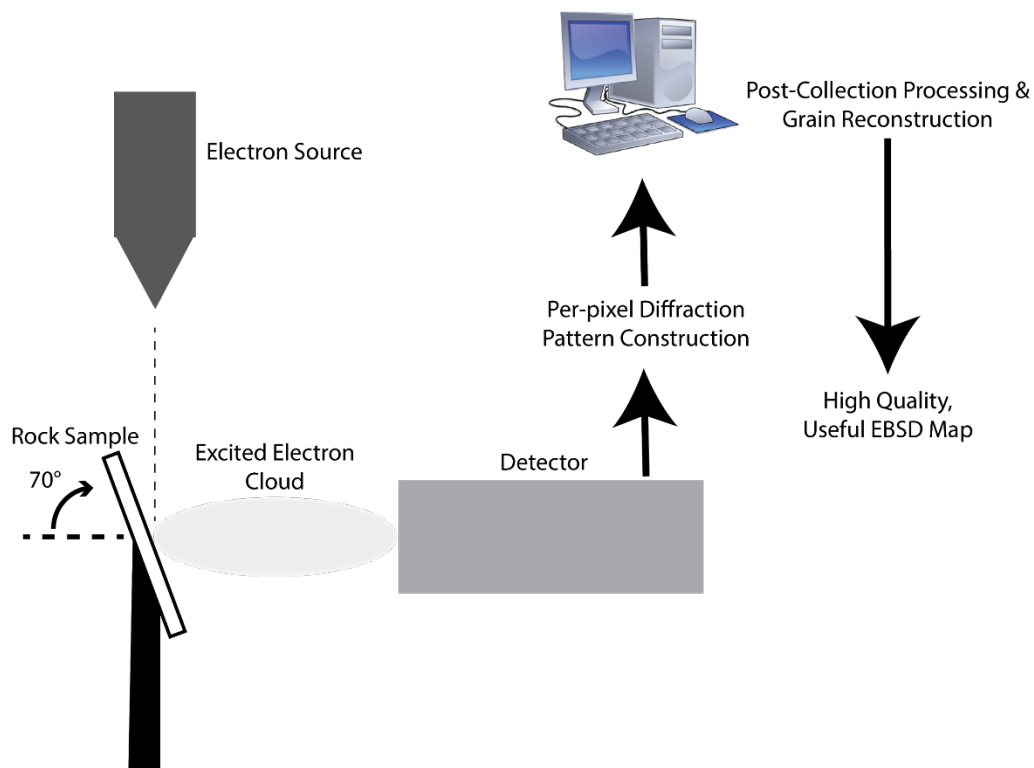 Post-Collection Processing &
Grain Reconstruction
Electron Source
Per-pixel Diffraction
Pattern Construction
High Quality,
Useful EBSD Map
Rock Sample
70°
Excited Electron
Cloud
Detector